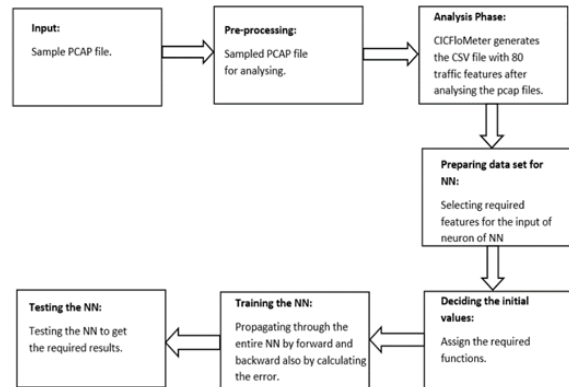 Input:
Sample PCAP file.
Pre-processing:
Sampled PCAP file
for analysing.
Analysis Phase:
CICFloMeter generates
the CSV file with 80
traffic features after
analysing the pcap files.
Preparing data set for
NN:
Selecting required
features for the input of
neuron of NN
Deciding the initial
values:
Assign the required
functions.
Training the NN:
Propagating through the
entire NN by forward and
backward also by calculating
the error.
Testing the NN:
Testing the NN to get
the required results.